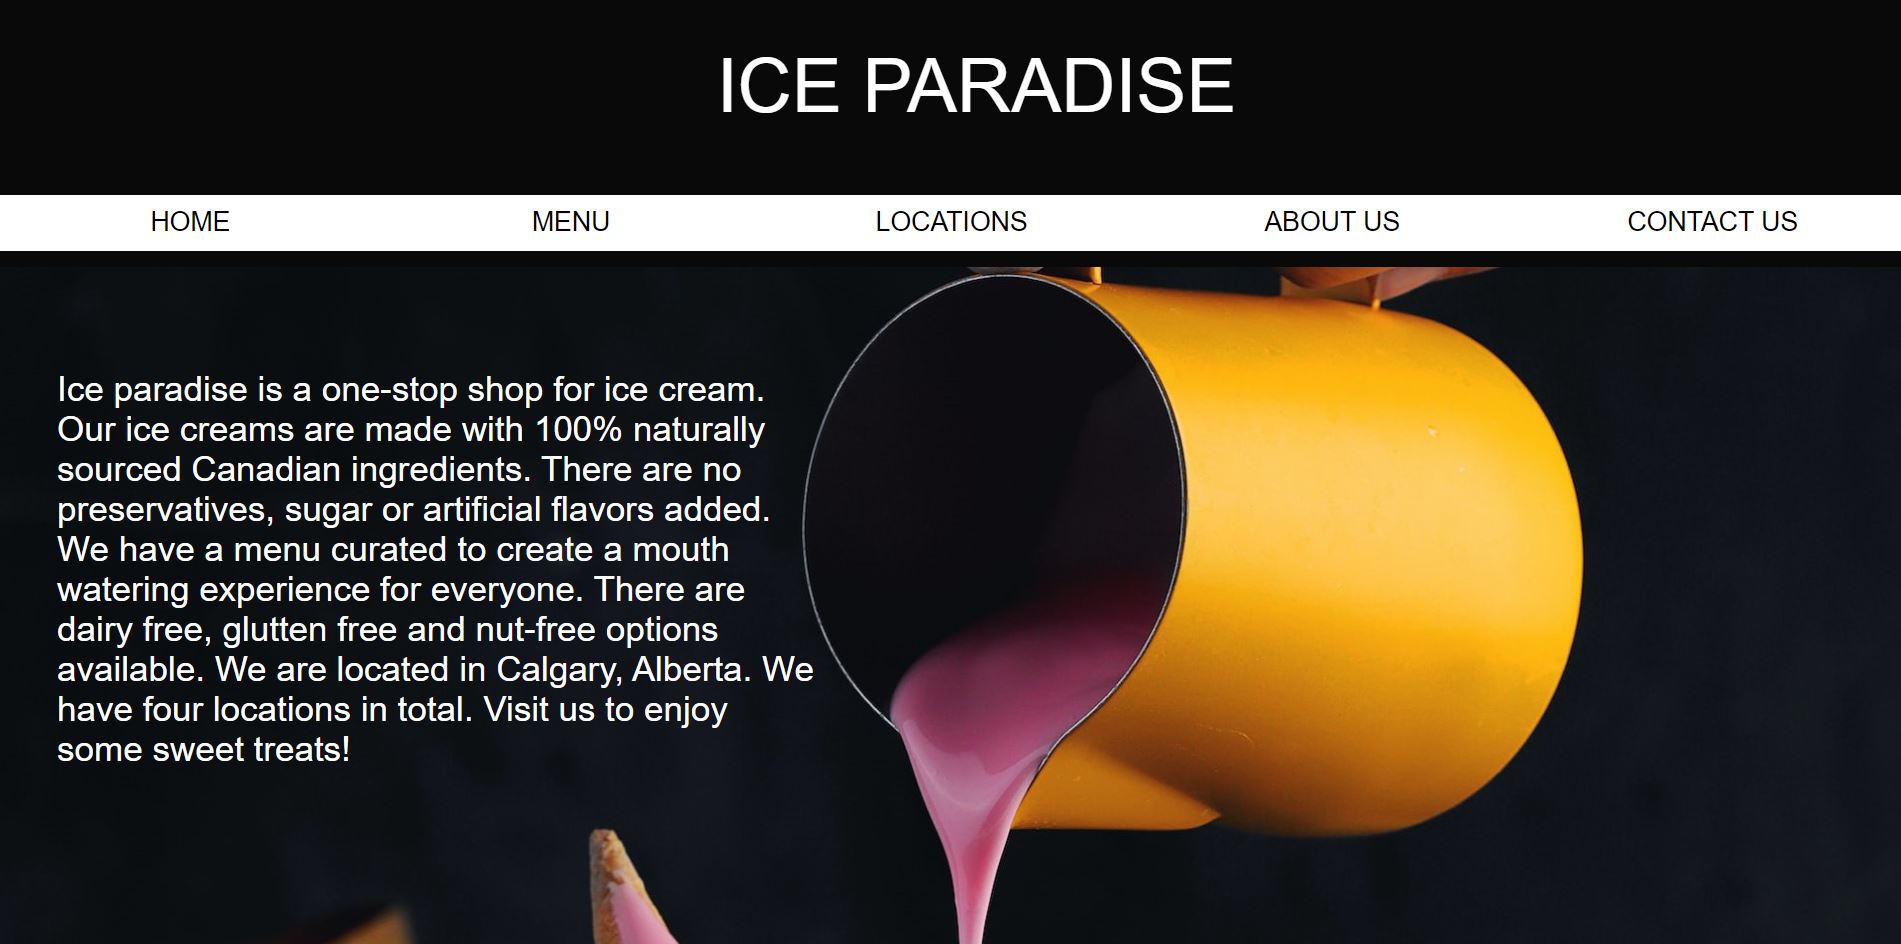 ICE PARADISE
HOME MENU LOCATIONS ABOUT US CONTACT US
Ice paradise is a one-stop shop for ice cream.
Our ice creams are made with 100% naturally
sourced Canadian ingredients. There are no
preservatives, sugar or artificial flavors added.
We have a menu curated to create a mouth
watering experience for everyone. There are
dairy free, glutten free and nut-free options
available. We are located in Calgary, Alberta. We
have four locations in total. Visit us to enjoy
some sweet treats!